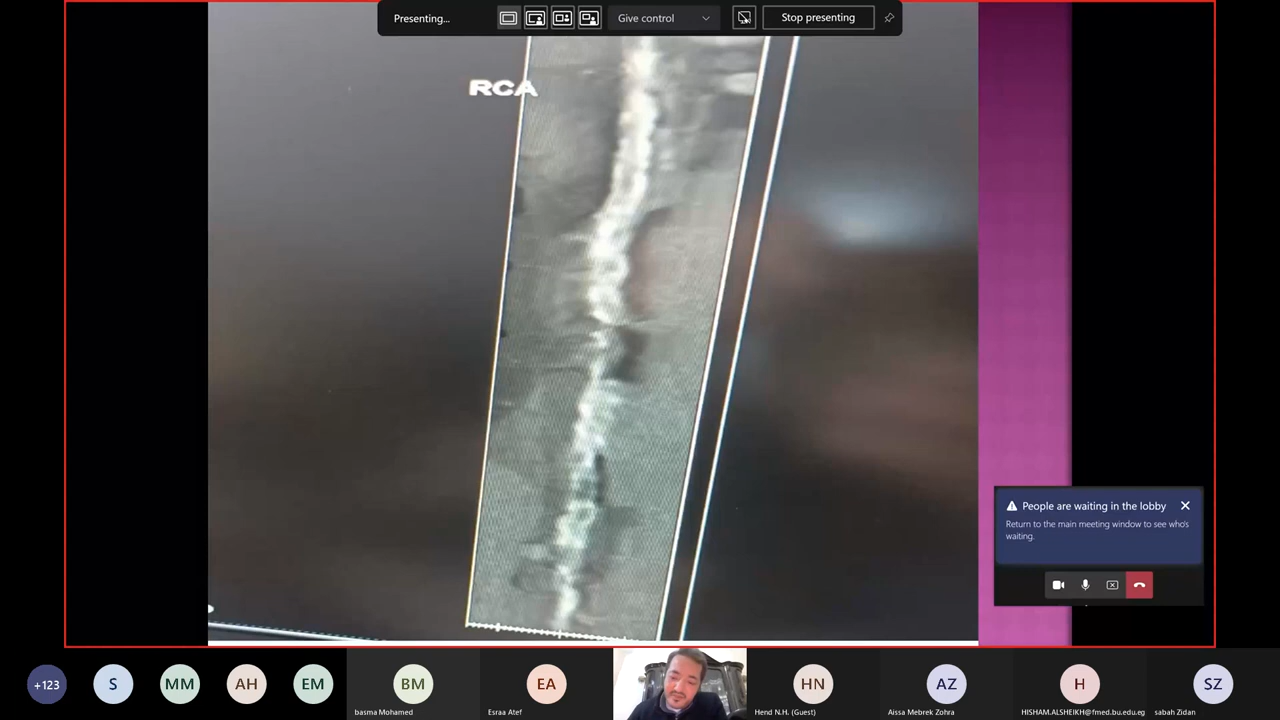 Presenting...
Give control
Stop presenting
RCA
People are waiting in the lobby
Return to the main meeting window to see who's
waiting.
+123
S
MM
AH
EM
BM
EA
HN
AZ
H
SZ
basma Mohamed
Esraa Atef
Hend N.H. (Guest)
Aissa Mebrek Zohra
HISHAM.ALSHEIKH@fmed.bu.edu.eg
sabah Zidan